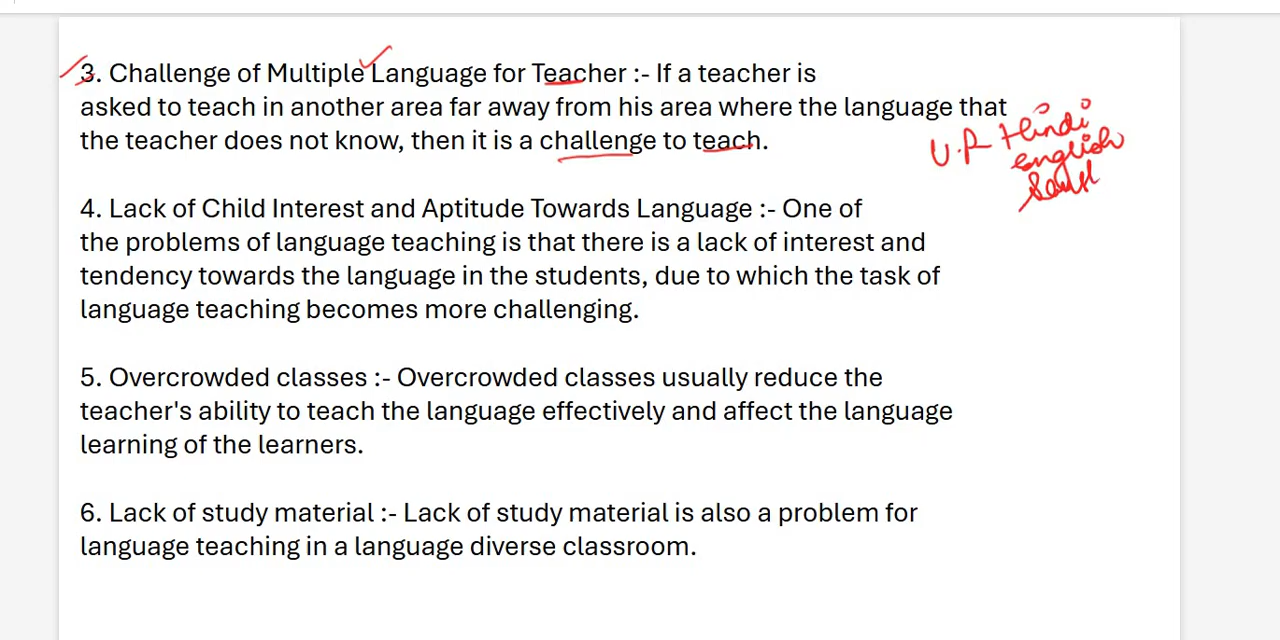 3. Challenge of Multiple Language for Teacher :- If a teacher is
asked to teach in another area far away from his area where the language that
the teacher does not know, then it is a challenge to teach.
U.P Hindi
English
4. Lack of Child Interest and Aptitude Towards Language :- One of
the problems of language teaching is that there is a lack of interest and
tendency towards the language in the students, due to which the task of
language teaching becomes more challenging.
5. Overcrowded classes :- Overcrowded classes usually reduce the
teacher's ability to teach the language effectively and affect the language
learning of the learners.
6. Lack of study material :- Lack of study material is also a problem for
language teaching in a language diverse classroom.